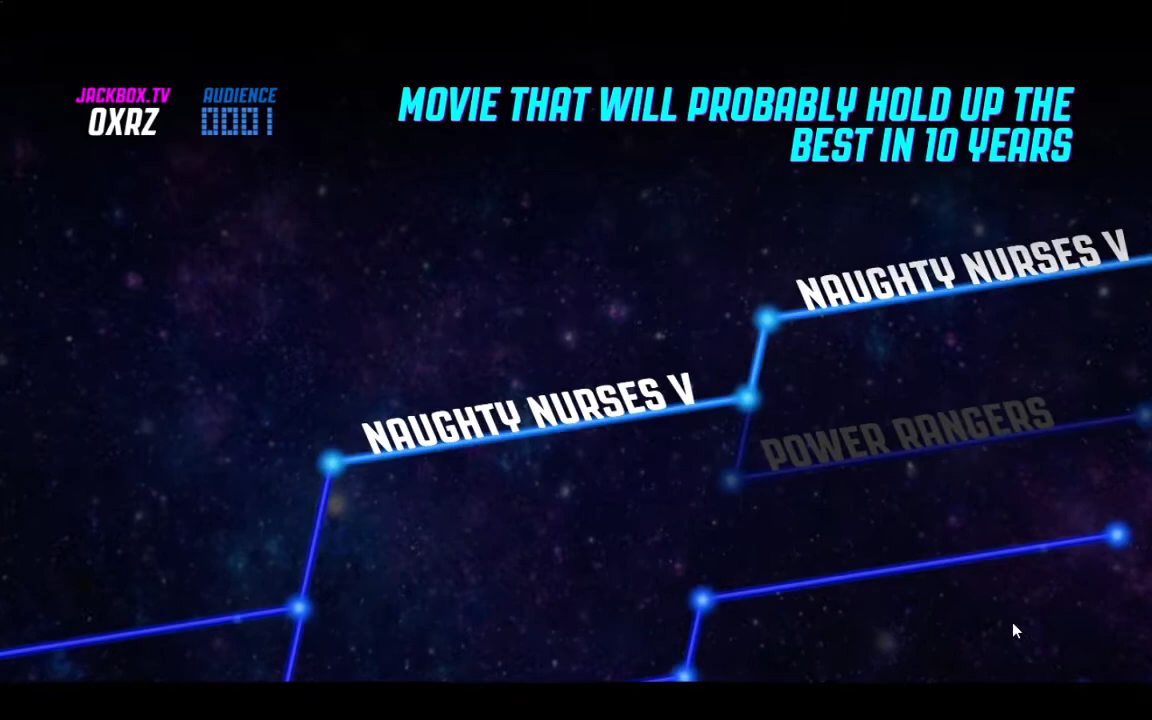 JACKBOX.TV
OXRZ
AUDIENCE
0001
MOVIE THAT WILL PROBABLY HOLD UP THE
BEST IN 10 YEARS
NAUGHTY NURSES V
NAUGHTY NURSES V
POWER RANGERS